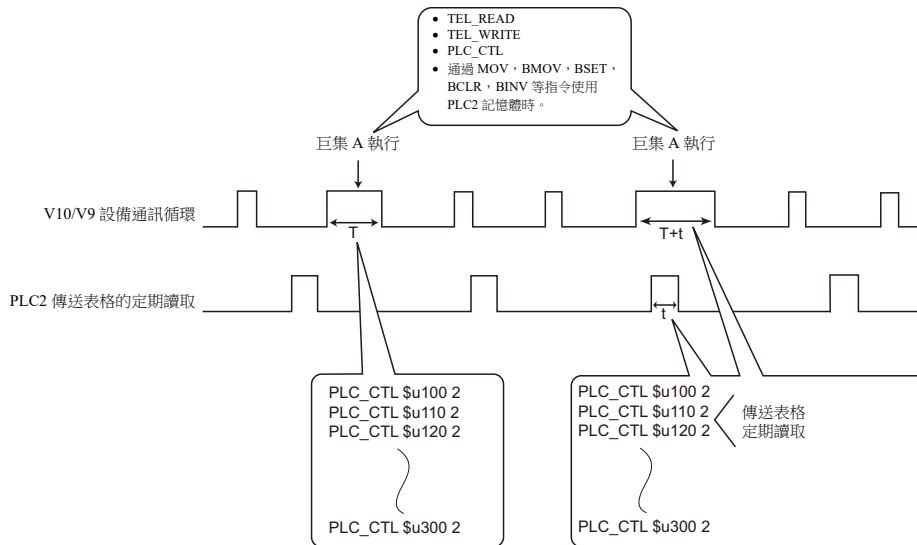 • TEL_READ
• TEL_WRITE
• PLC_CTL
• 通過 MOV，BMOV，BSET，
BCLR，BINV 等指令使用
PLC2 記憶體時。
巨集 A 執行
巨集 A 執行
V10/V9 設備通訊循環
T
T+t
PLC2 傳送表格的定期讀取
t
PLC_CTL $u100 2
PLC_CTL $u110 2
PLC_CTL $u120 2
PLC_CTL $u300 2
PLC_CTL $u100 2
PLC_CTL $u110 2
PLC_CTL $u120 2
傳送表格
定期讀取
PLC_CTL $u300 2